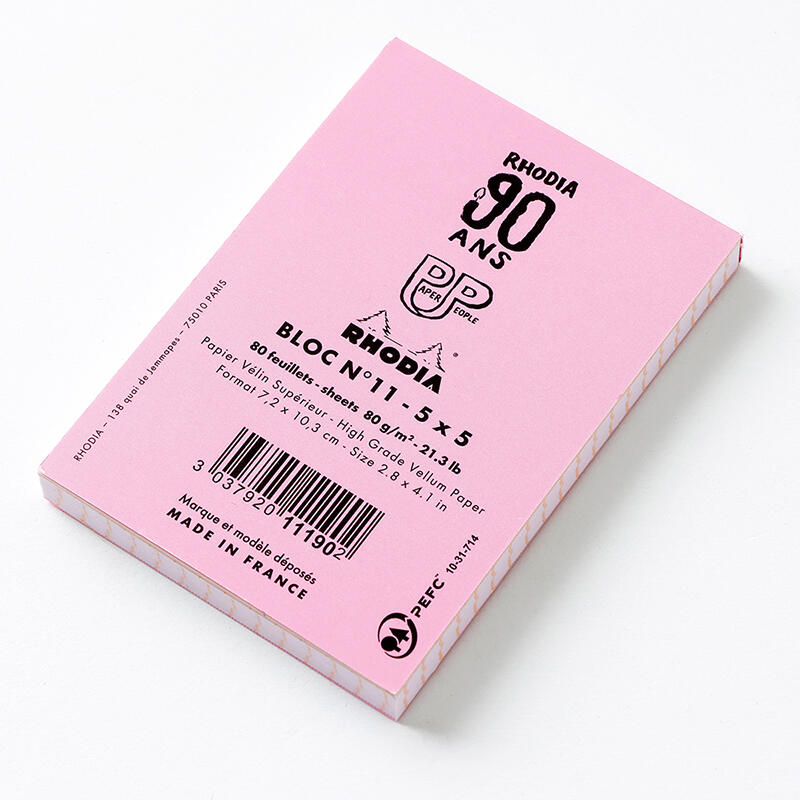 RHODIA
90
ANS
PAPER PEOPLE
RHODIA®
BLOC N°11 - 5 x 5
80 feuillets - sheets 80 g/m² - 21.3 lb
Papier Vélin Supérieur - High Grade Vellum Paper
Format 7,2 x 10,3 cm - Size 2.8 x 4.1 in
3 037920 111902
Marque et modèle déposés
MADE IN FRANCE
RHODIA – 138 quai de Jemmapes – 75010 PARIS
PEFC™ 10-31-714